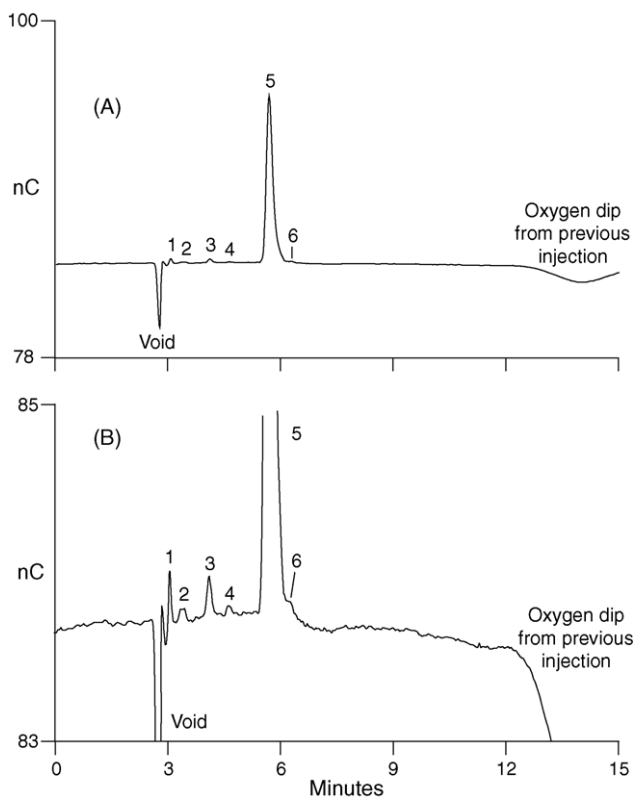 100
(A)
5
nC
1
2
3
4
6
Oxygen dip
from previous
injection
Void
78
85
(B)
5
1
2
3
4
6
nC
Oxygen dip
from previous
injection
Void
83
0
3
6
9
12
15
Minutes